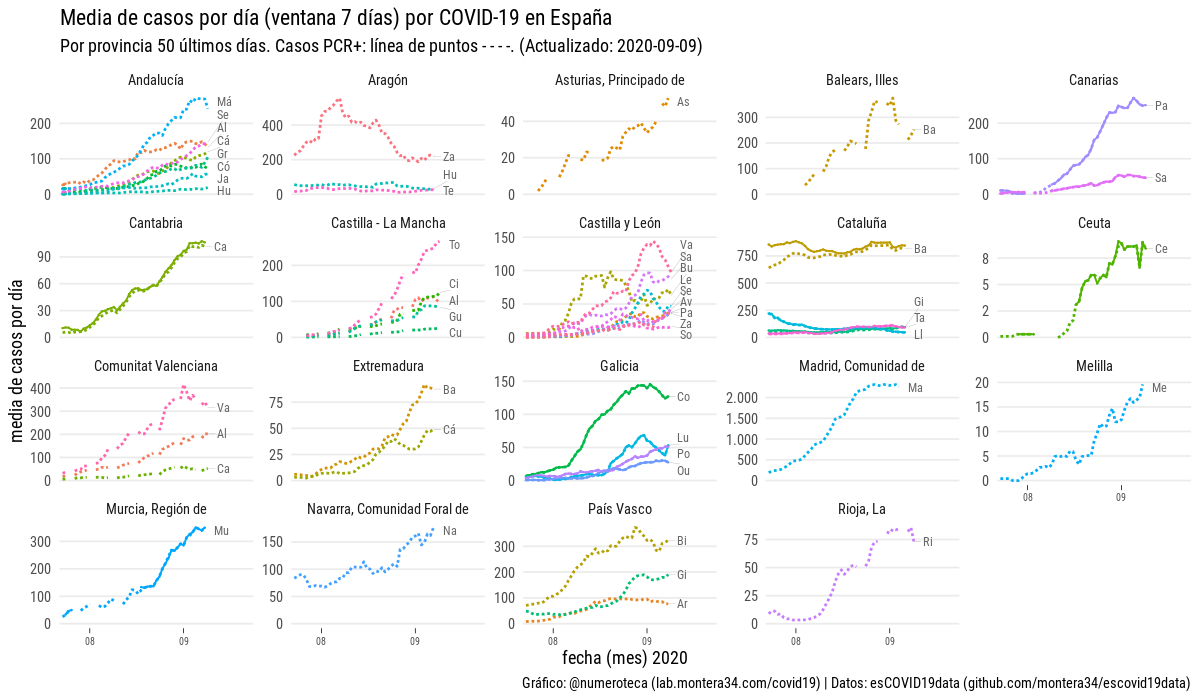 Media de casos por día (ventana 7 días) por COVID-19 en España
Por provincia 50 últimos días. Casos PCR+: línea de puntos - - - -. (Actualizado: 2020-09-09)
media de casos por día
Andalucía
200
100
0
Má
Se
Al
Cá
Gr
Có
Ja
Hu
Aragón
400
200
0
Za
Hu
Te
Asturias, Principado de
40
20
0
As
Balears, Illes
300
200
100
0
Ba
Canarias
200
100
0
Pa
Sa
Cantabria
90
60
30
0
Ca
Castilla - La Mancha
200
100
0
To
Ci
Al
Gu
Cu
Castilla y León
150
100
50
0
Va
Sa
Bu
Le
Se
Av
Pa
Za
So
Cataluña
750
500
250
0
Ba
Gi
Ta
Ll
Ceuta
8
5
2
0
Ce
Comunitat Valenciana
400
300
200
100
0
Va
Al
Ca
Extremadura
75
50
25
0
Ba
Cá
Galicia
150
100
50
0
Co
Lu
Po
Ou
Madrid, Comunidad de
2.000
1.500
1.000
500
0
Ma
Melilla
20
15
10
5
0
Me
08
09
Murcia, Región de
300
200
100
0
Mu
08
09
Navarra, Comunidad Foral de
150
100
50
0
Na
08
09
País Vasco
300
200
100
0
Bi
Gi
Ar
08
09
Rioja, La
75
50
25
0
Ri
08
09
fecha (mes) 2020
Gráfico: @numeroteca (lab.montera34.com/covid19) | Datos: esCOVID19data (github.com/montera34/escovid19data)